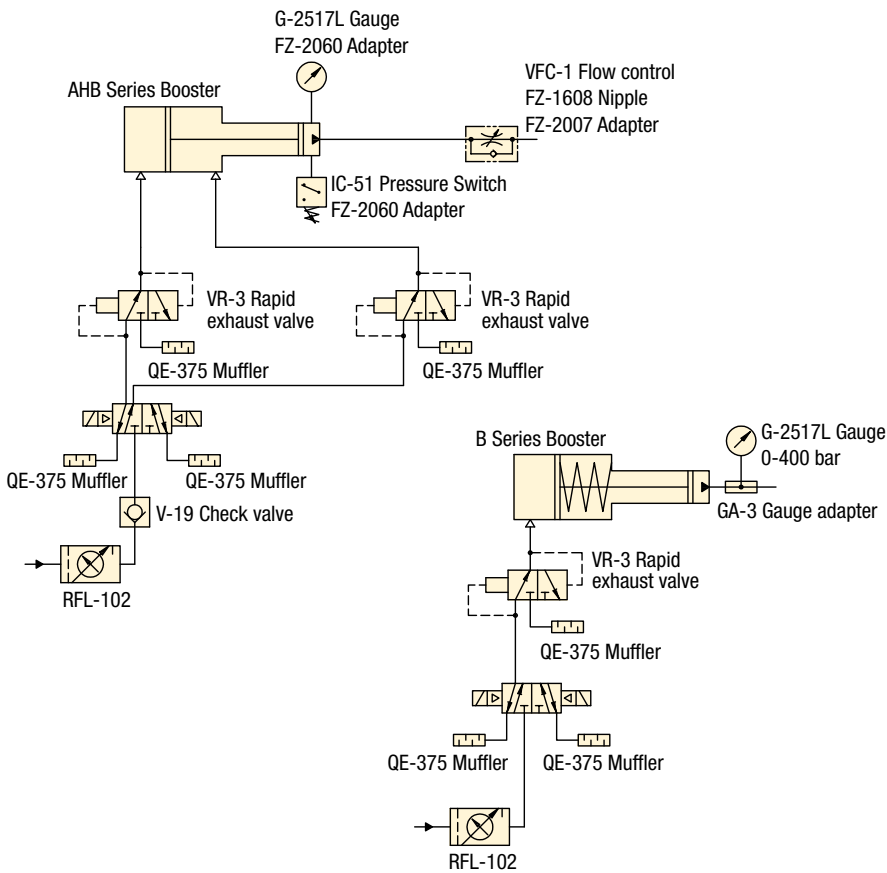 G-2517L Gauge
FZ-2060 Adapter
AHB Series Booster
VFC-1 Flow control
FZ-1608 Nipple
FZ-2007 Adapter
IC-51 Pressure Switch
FZ-2060 Adapter
VR-3 Rapid
exhaust valve
VR-3 Rapid
exhaust valve
QE-375 Muffler
QE-375 Muffler
QE-375 Muffler
QE-375 Muffler
V-19 Check valve
RFL-102
B Series Booster
G-2517L Gauge
0-400 bar
GA-3 Gauge adapter
VR-3 Rapid
exhaust valve
QE-375 Muffler
QE-375 Muffler
QE-375 Muffler
RFL-102